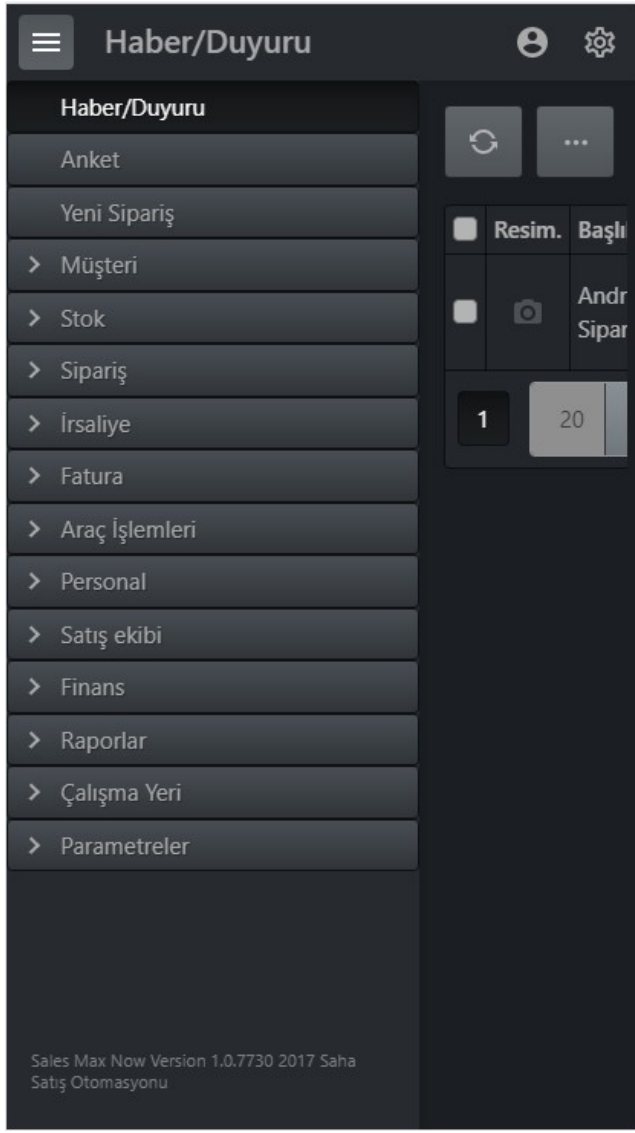 Haber/Duyuru
Haber/Duyuru
Anket
Yeni Sipariş
Müşteri
Stok
Sipariş
İrsaliye
Fatura
Araç İşlemleri
Personal
Satış ekibi
Finans
Raporlar
Çalışma Yeri
Parametreler
Sales Max Now Version 1.0.7730 2017 Saha
Satış Otomasyonu
Resim.
1
20